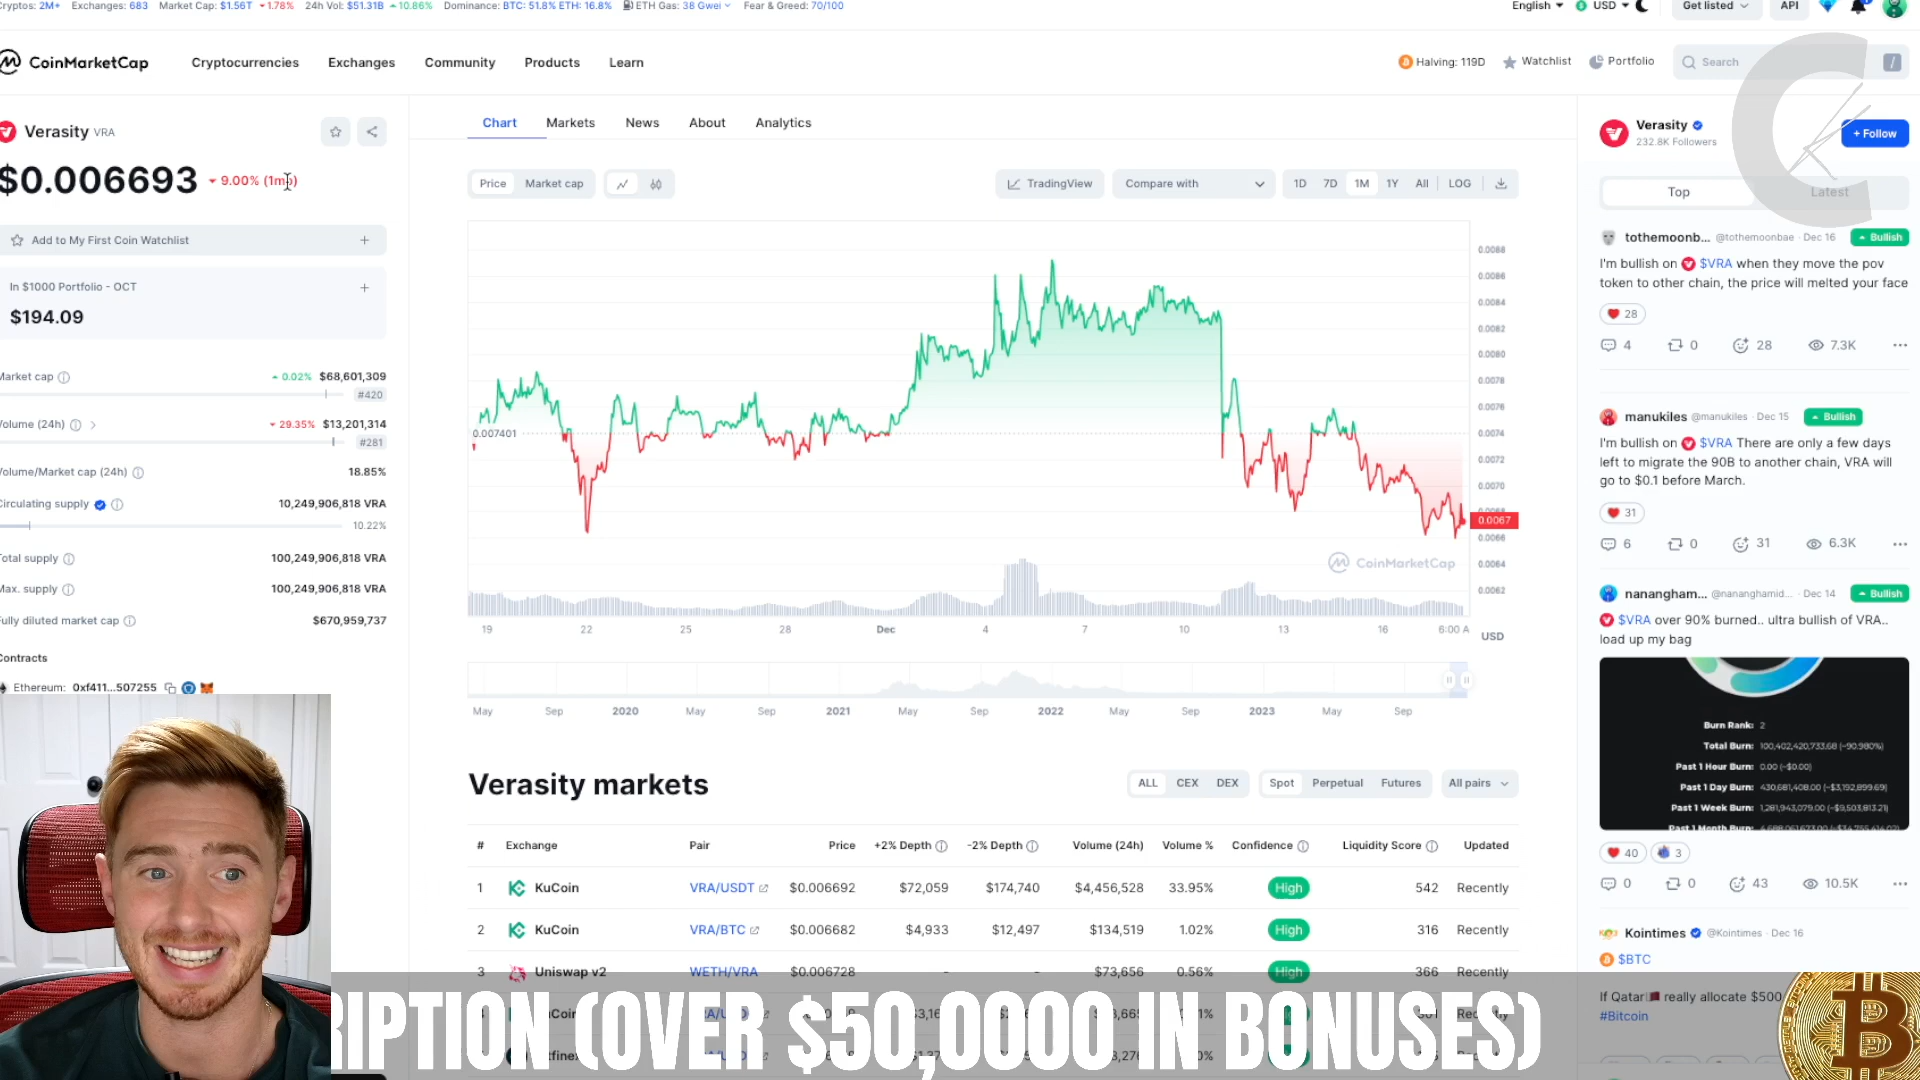 Cryptos: 2M+ Exchanges: 683 Market Cap: $1.56T 1.78% 24h Vol: $51.31B 10.86% Dominance: BTC: 51.8% ETH: 16.8% ETH Gas: 38 Gwei Fear & Greed: 70/100
English USD Get listed API
CoinMarketCap Cryptocurrencies Exchanges Community Products Learn
Halving: 119D Watchlist Portfolio Search /
Verasity VRA
$0.006693 9.00% (1m)
Add to My First Coin Watchlist +
In $1000 Portfolio - OCT +
$194.09
Market cap 0.02% $68,601,309
#420
Volume (24h) > 29.35% $13,201,314
#281
Volume/Market cap (24h) 18.85%
Circulating supply 10,249,906,818 VRA
10.22%
Total supply 100,249,906,818 VRA
Max. supply 100,249,906,818 VRA
Fully diluted market cap $670,959,737
Contracts
Ethereum: 0xf411...507255
Chart Markets News About Analytics
Price Market cap TradingView Compare with 1D 7D 1M 1Y All LOG
0.0088
0.0086
0.0084
0.0082
0.0080
0.0078
0.0076
0.007401 0.0074
0.0072
0.0070
0.0068
0.0067
0.0066
0.0064
0.0062
CoinMarketCap
19 22 25 28 Dec 4 7 10 13 16 6:00 A
USD
May Sep 2020 May Sep 2021 May Sep 2022 May Sep 2023 May Sep
Verasity markets ALL CEX DEX Spot Perpetual Futures All pairs
# Exchange Pair Price +2% Depth -2% Depth Volume (24h) Volume % Confidence Liquidity Score Updated
1 KuCoin VRA/USDT $0.006692 $72,059 $174,740 $4,456,528 33.95% High 542 Recently
2 KuCoin VRA/BTC $0.006682 $4,933 $12,497 $134,519 1.02% High 316 Recently
3 Uniswap v2 WETH/VRA $0.006728 - - $73,656 0.56% High 366 Recently
Verasity
232.8K Followers
+ Follow
Top Latest
tothemoonb... @tothemoonbae · Dec 16 Bullish
I'm bullish on $VRA when they move the pov
token to other chain, the price will melted your face
28
4 0 28 7.3K ...
manukiles @manukiles · Dec 15 Bullish
I'm bullish on $VRA There are only a few days
left to migrate the 90B to another chain, VRA will
go to $0.1 before March.
31
6 0 31 6.3K ...
nanangham... @nananghamid... · Dec 14 Bullish
$VRA over 90% burned.. ultra bullish of VRA..
load up my bag
Burn Rank: 2
Total Burn: 100,402,420,733.68 (~90.980%)
Past 1 Hour Burn: 0.00 (~$0.00)
Past 1 Day Burn: 430,681,408.00 (~$3,192,899.69)
Past 1 Week Burn: 1,281,943,079.00 (~$9,503,813.21)
Past 1 Month Burn:
40 3
0 0 43 10.5K ...
Kointimes @Kointimes · Dec 16
$BTC
If Qatar really allocate $500
#Bitcoin
RIPTION (OVER $50,0000 IN BONUSES)